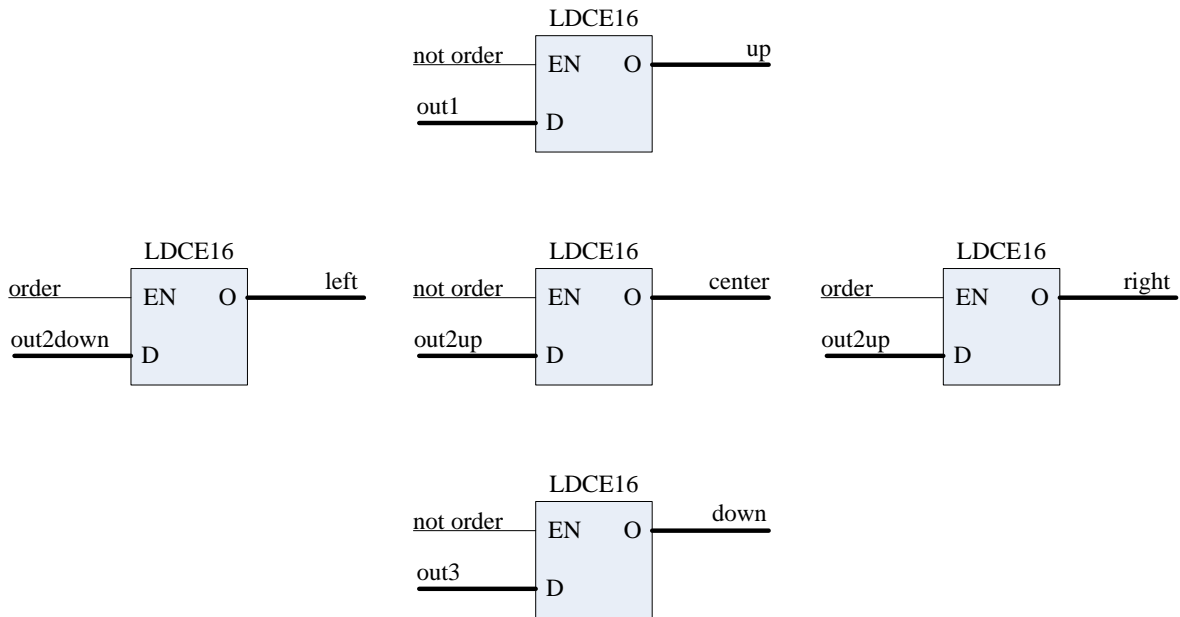 LDCE16
not order EN O up
out1 D
LDCE16 LDCE16 LDCE16
order EN O left not order EN O center order EN O right
out2down D out2up D out2up D
LDCE16
not order EN O down
out3 D